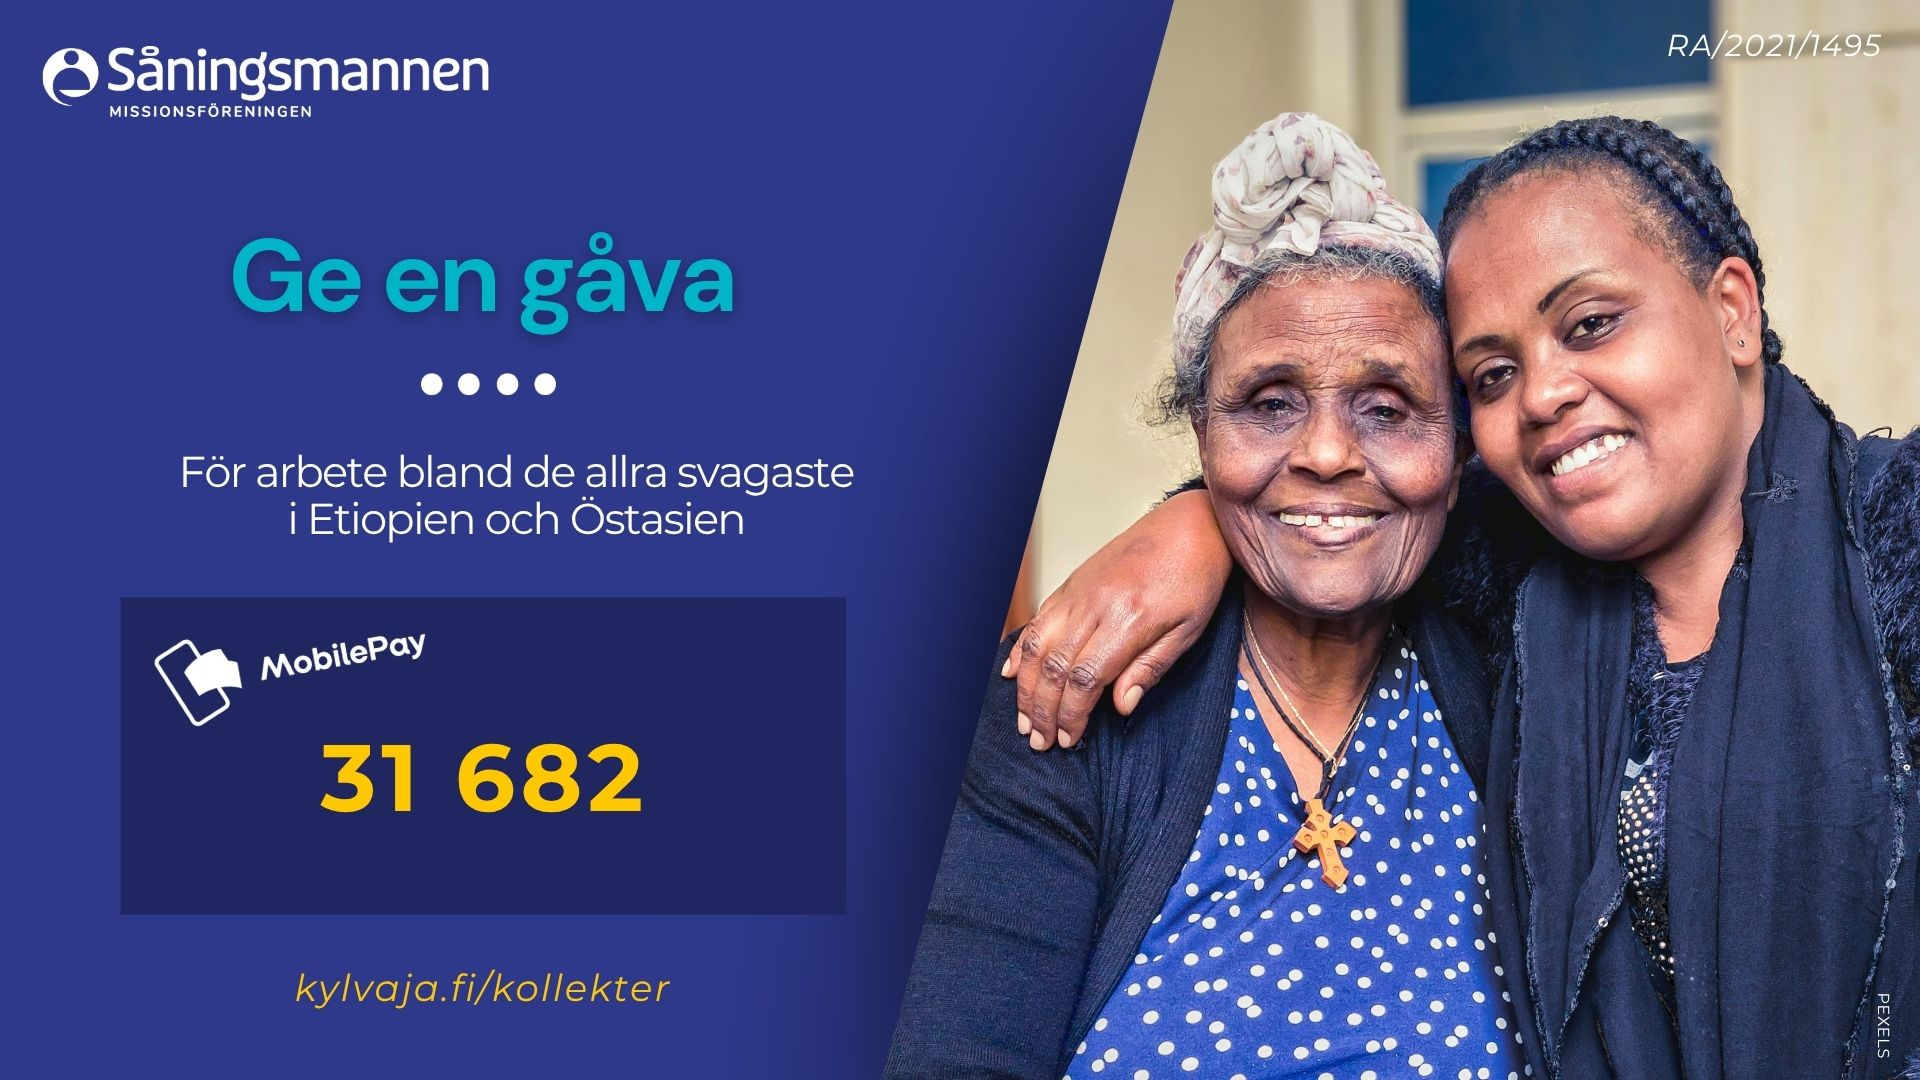 Såningsmannen
MISSIONSFÖRENINGEN
RA/2021/1495
Ge en gåva
För arbete bland de allra svagaste
i Etiopien och Östasien
MobilePay
31 682
kylvaja.fi/kollekter
PEXELS